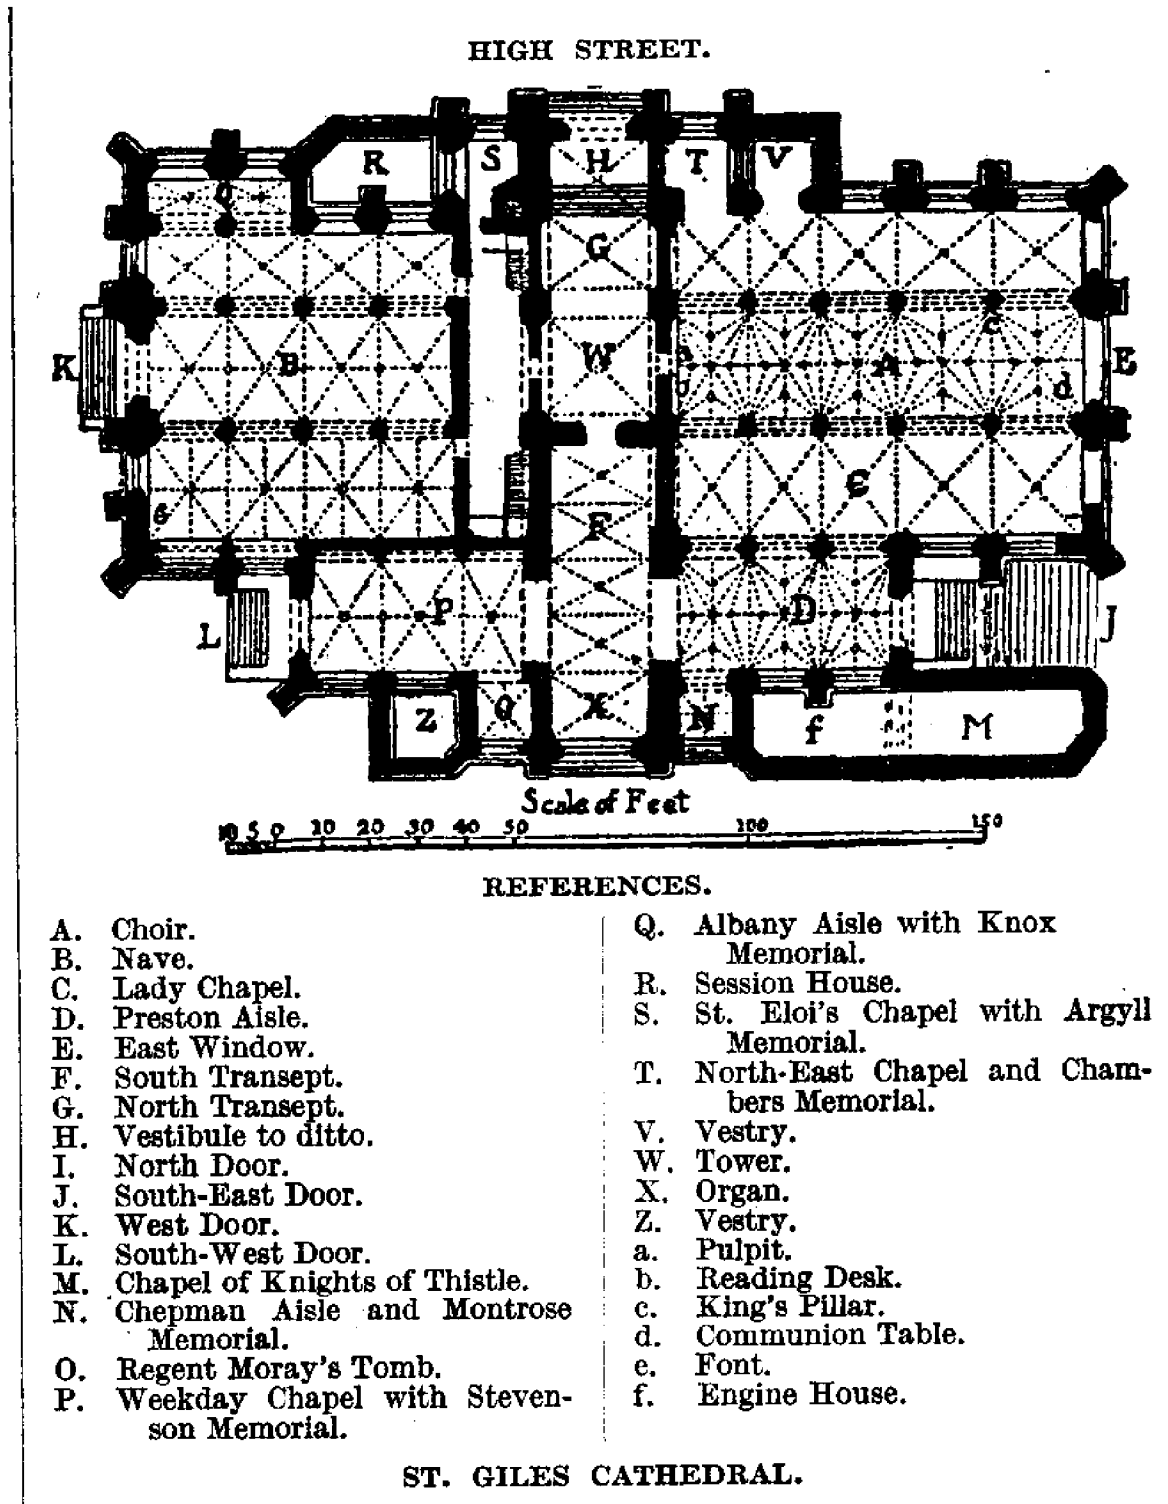 HIGH STREET.
R S H T V
Q
G
K B W a A c E
b d
C
e F
L P D J
Z Q X N f M
Scale of Feet
10 5 0 10 20 30 40 50 100 150
REFERENCES.
A. Choir.
B. Nave.
C. Lady Chapel.
D. Preston Aisle.
E. East Window.
F. South Transept.
G. North Transept.
H. Vestibule to ditto.
I. North Door.
J. South-East Door.
K. West Door.
L. South-West Door.
M. Chapel of Knights of Thistle.
N. Chepman Aisle and Montrose
Memorial.
O. Regent Moray's Tomb.
P. Weekday Chapel with Steven-
son Memorial.
Q. Albany Aisle with Knox
Memorial.
R. Session House.
S. St. Eloi's Chapel with Argyll
Memorial.
T. North-East Chapel and Cham-
bers Memorial.
V. Vestry.
W. Tower.
X. Organ.
Z. Vestry.
a. Pulpit.
b. Reading Desk.
c. King's Pillar.
d. Communion Table.
e. Font.
f. Engine House.
ST. GILES CATHEDRAL.